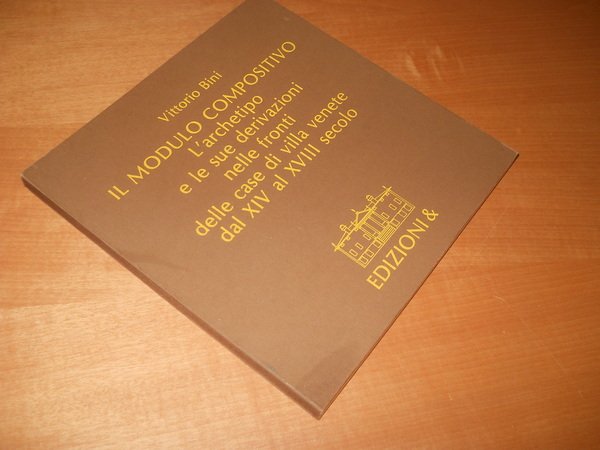 Vittorio Bini
IL MODULO COMPOSITIVO
L'archetipo
e le sue derivazioni
nelle fronti
delle case di villa venete
dal XIV al XVIII secolo
EDIZIONI &